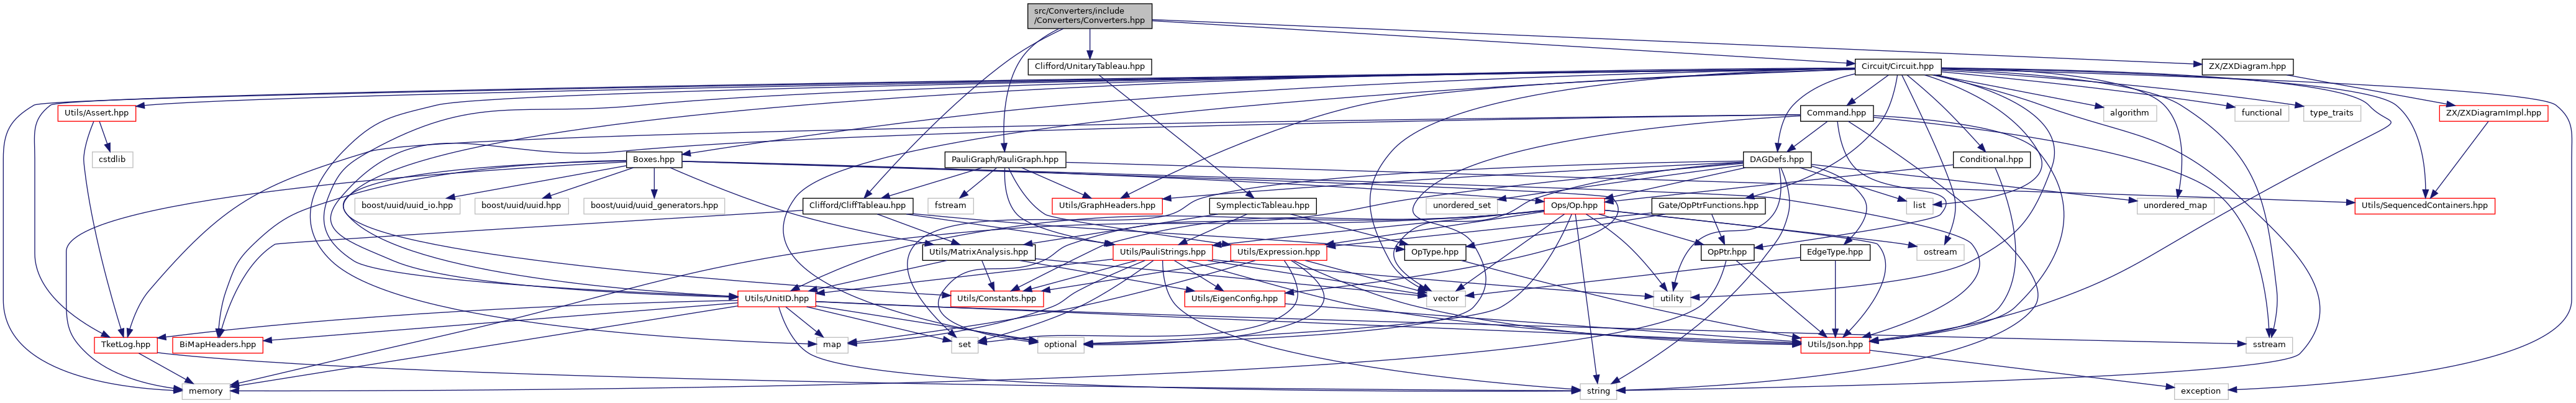 src/Converters/include
/Converters/Converters.hpp
Clifford/UnitaryTableau.hpp
Circuit/Circuit.hpp
ZX/ZXDiagram.hpp
Utils/Assert.hpp
Command.hpp
algorithm
functional
type_traits
ZX/ZXDiagramImpl.hpp
cstdlib
Boxes.hpp
PauliGraph/PauliGraph.hpp
DAGDefs.hpp
Conditional.hpp
boost/uuid/uuid_io.hpp
boost/uuid/uuid.hpp
boost/uuid/uuid_generators.hpp
Clifford/CliffTableau.hpp
fstream
Utils/GraphHeaders.hpp
SymplecticTableau.hpp
unordered_set
Ops/Op.hpp
Gate/OpPtrFunctions.hpp
list
unordered_map
Utils/SequencedContainers.hpp
Utils/MatrixAnalysis.hpp
Utils/PauliStrings.hpp
Utils/Expression.hpp
OpType.hpp
OpPtr.hpp
EdgeType.hpp
ostream
Utils/UnitID.hpp
Utils/Constants.hpp
Utils/EigenConfig.hpp
vector
utility
TketLog.hpp
BiMapHeaders.hpp
map
set
optional
Utils/Json.hpp
sstream
memory
string
exception